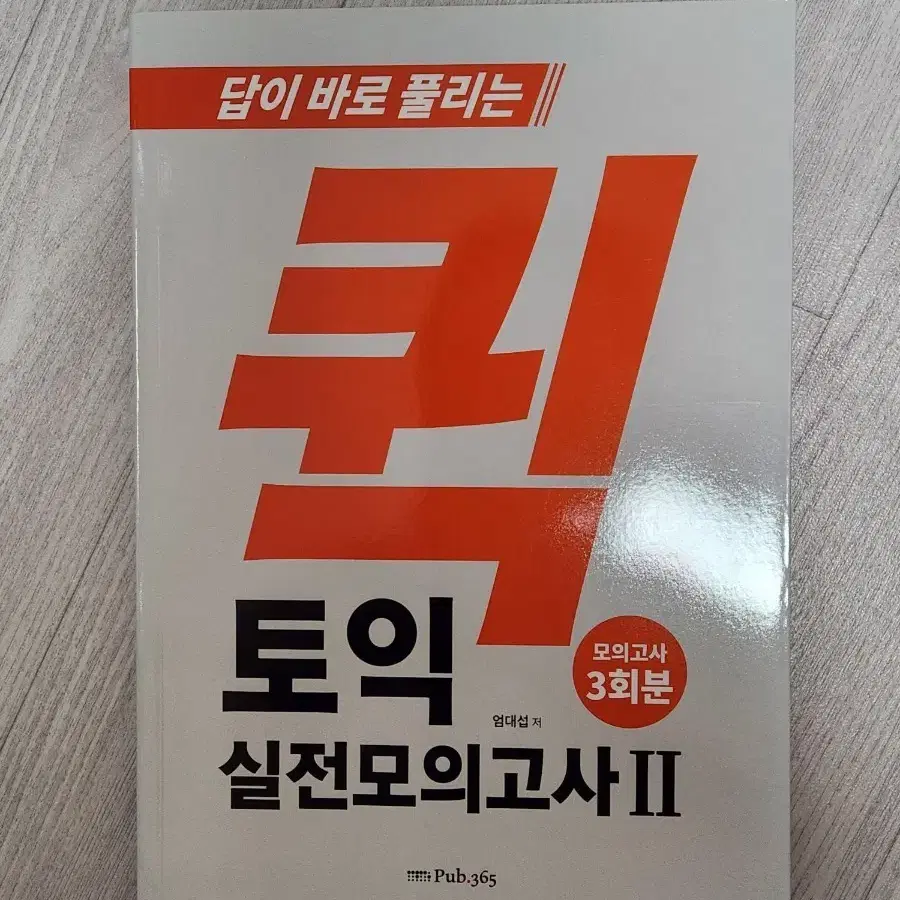 답이 바로 풀리는
퀵
토익
모의고사
3회분
엄대섭 저
실전모의고사 II
Pub.365